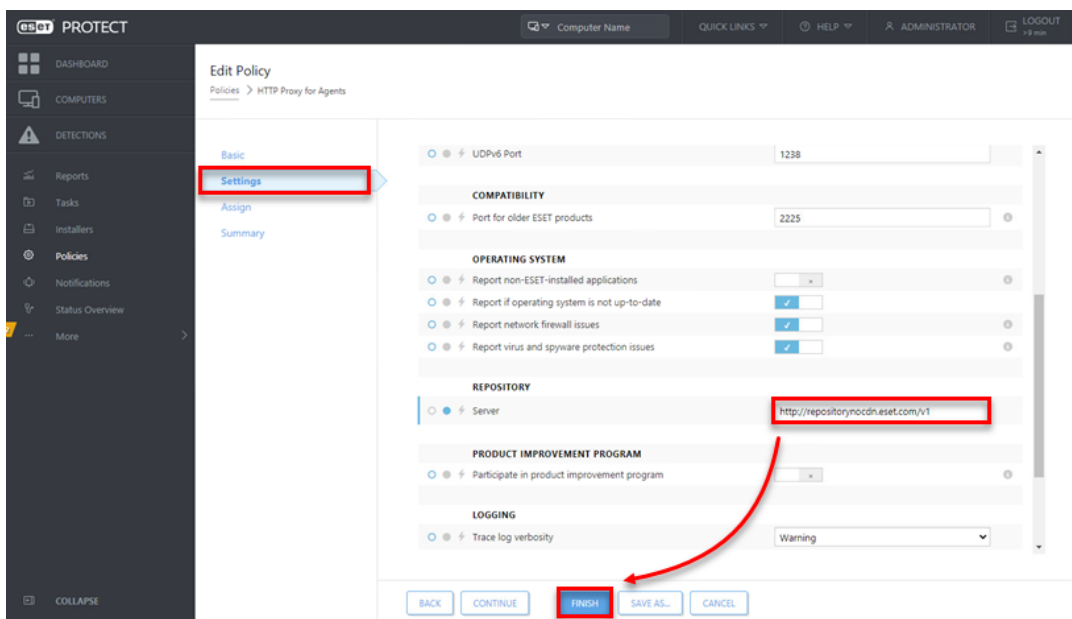 eset PROTECT
Computer Name
QUICK LINKS
HELP
ADMINISTRATOR
LOGOUT
>9 min
DASHBOARD
COMPUTERS
DETECTIONS
Reports
Tasks
Installers
Policies
Notifications
Status Overview
More
COLLAPSE
Edit Policy
Policies > HTTP Proxy for Agents
Basic
Settings
Assign
Summary
UDPv6 Port 1238
COMPATIBILITY
Port for older ESET products 2225
OPERATING SYSTEM
Report non-ESET-installed applications
Report if operating system is not up-to-date
Report network firewall issues
Report virus and spyware protection issues
REPOSITORY
Server http://repositorynocdn.eset.com/v1
PRODUCT IMPROVEMENT PROGRAM
Participate in product improvement program
LOGGING
Trace log verbosity Warning
BACK CONTINUE FINISH SAVE AS... CANCEL